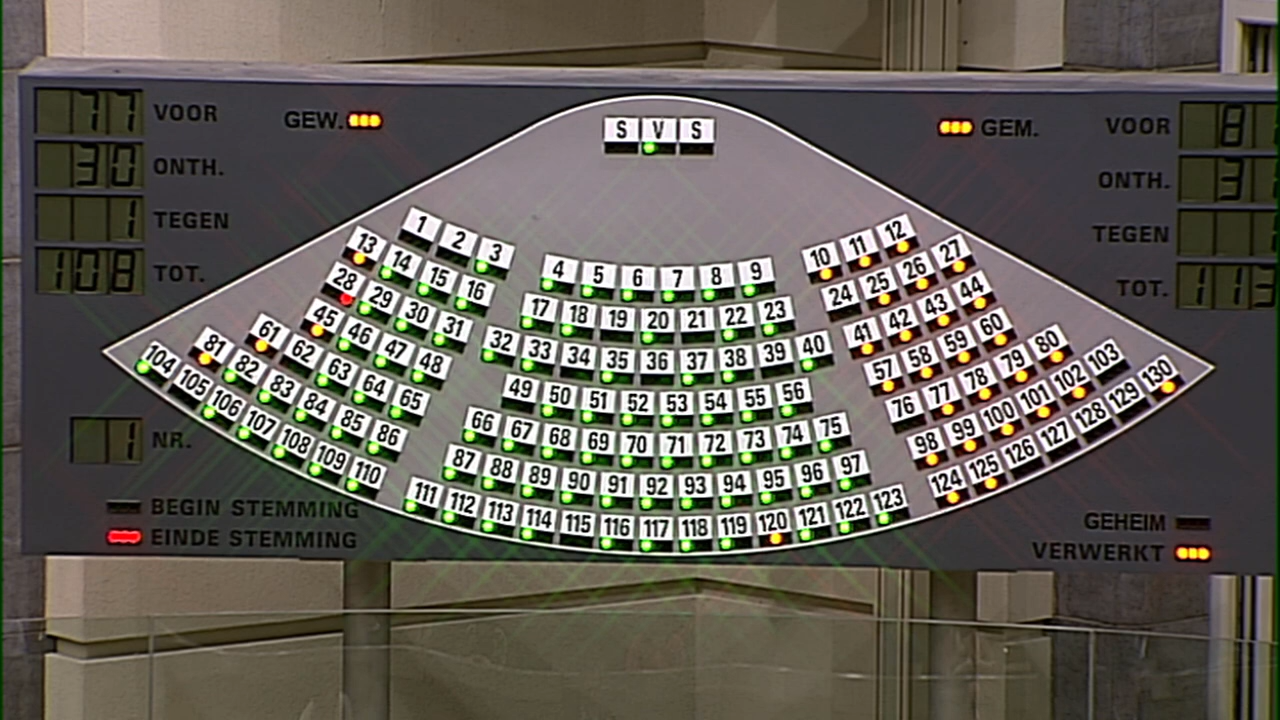 77 VOOR
30 ONTH.
1 TEGEN
108 TOT.
GEW.
S V S
GEM.
VOOR 8
ONTH. 3
TEGEN
TOT. 113
1 2 3
4 5 6 7 8 9
10 11 12
13 14 15 16
17 18 19 20 21 22 23
24 25 26 27
28 29 30 31
32 33 34 35 36 37 38 39 40
41 42 43 44
45 46 47 48
49 50 51 52 53 54 55 56
57 58 59 60
61 62 63 64 65
66 67 68 69 70 71 72 73 74 75
76 77 78 79 80
81 82 83 84 85 86
87 88 89 90 91 92 93 94 95 96 97
98 99 100 101 102 103
104 105 106 107 108 109 110
111 112 113 114 115 116 117 118 119 120 121 122 123
124 125 126 127 128 129 130
1 NR.
BEGIN STEMMING
EINDE STEMMING
GEHEIM
VERWERKT